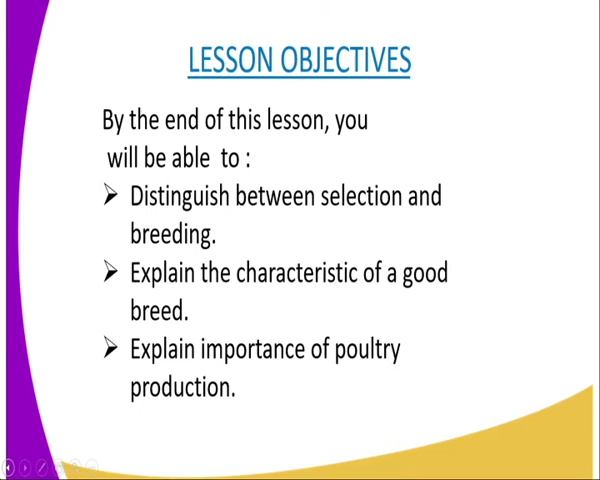 LESSON OBJECTIVES
By the end of this lesson, you
will be able to :
➢ Distinguish between selection and
breeding.
➢ Explain the characteristic of a good
breed.
➢ Explain importance of poultry
production.